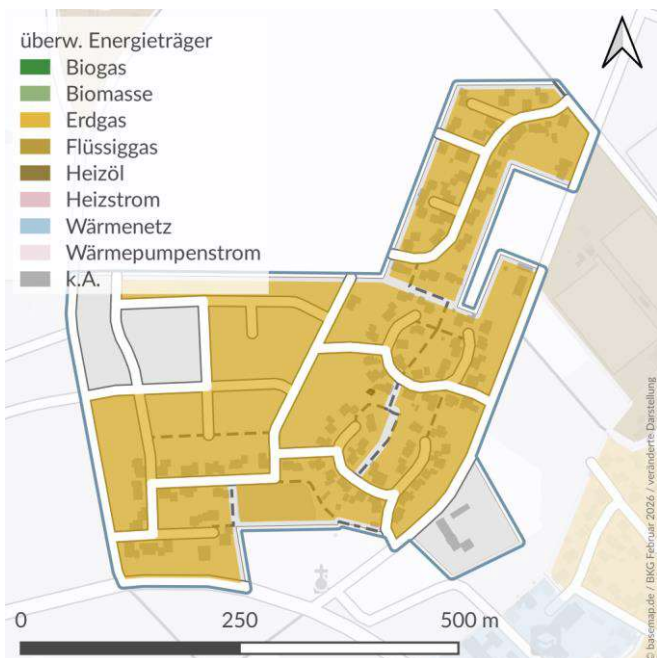 überw. Energieträger
Biogas
Biomasse
Erdgas
Flüssiggas
Heizöl
Heizstrom
Wärmenetz
Wärmepumpenstrom
k.A.
© basemap.de / BKG Februar 2026 / veränderte Darstellung
0 250 500 m